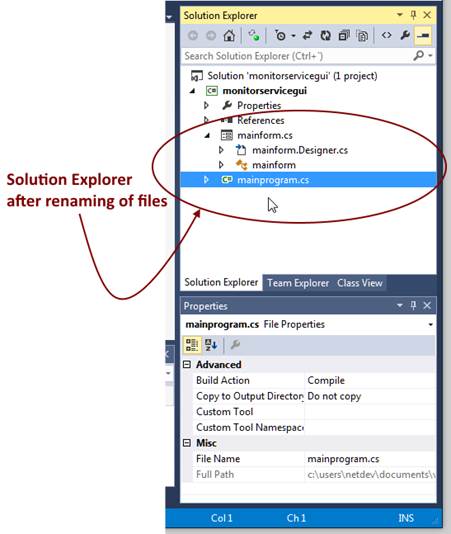 Solution Explorer
Search Solution Explorer (Ctrl+¨)
Solution 'monitorservicegui' (1 project)
C# monitorservicegui
Properties
References
mainform.cs
mainform.Designer.cs
mainform
C# mainprogram.cs
Solution Explorer
after renaming of files
Solution Explorer Team Explorer Class View
Properties
mainprogram.cs File Properties
Advanced
Build Action Compile
Copy to Output Directory Do not copy
Custom Tool
Custom Tool Namespace
Misc
File Name mainprogram.cs
Full Path c:\users\netdev\documents\
Col 1 Ch 1 INS